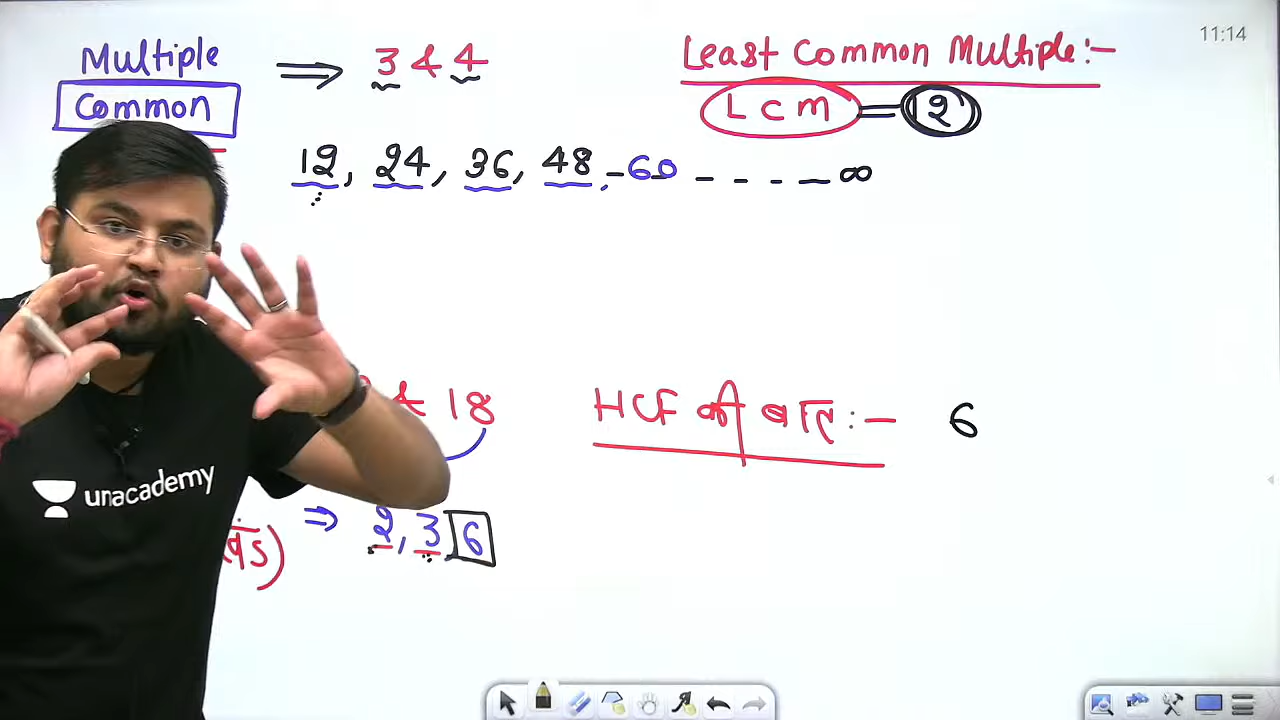 Multiple ⇒ 3 & 4
Common
12, 24, 36, 48, -60 - - - - ∞
Least Common Multiple:-
LCM = 12
11:14
& 18
HCF की बात :- 6
⇒ 2, 3 6
unacademy